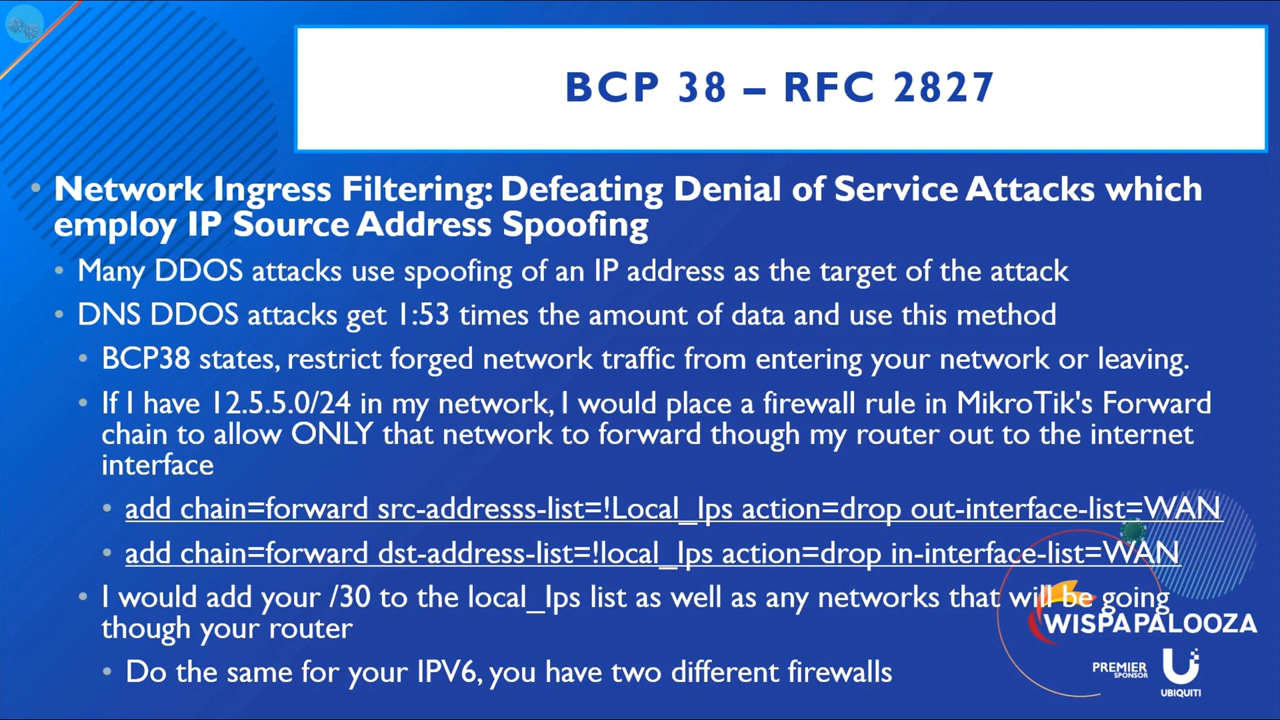 BCP 38 – RFC 2827
Network Ingress Filtering: Defeating Denial of Service Attacks which
employ IP Source Address Spoofing
Many DDOS attacks use spoofing of an IP address as the target of the attack
DNS DDOS attacks get 1:53 times the amount of data and use this method
BCP38 states, restrict forged network traffic from entering your network or leaving.
If I have 12.5.5.0/24 in my network, I would place a firewall rule in MikroTik's Forward
chain to allow ONLY that network to forward though my router out to the internet
interface
add chain=forward src-addresss-list=!Local_Ips action=drop out-interface-list=WAN
add chain=forward dst-address-list=!local_Ips action=drop in-interface-list=WAN
I would add your /30 to the local_Ips list as well as any networks that will be going
though your router
Do the same for your IPV6, you have two different firewalls
WISPAPALOOZA
PREMIER
SPONSOR
UBIQUITI